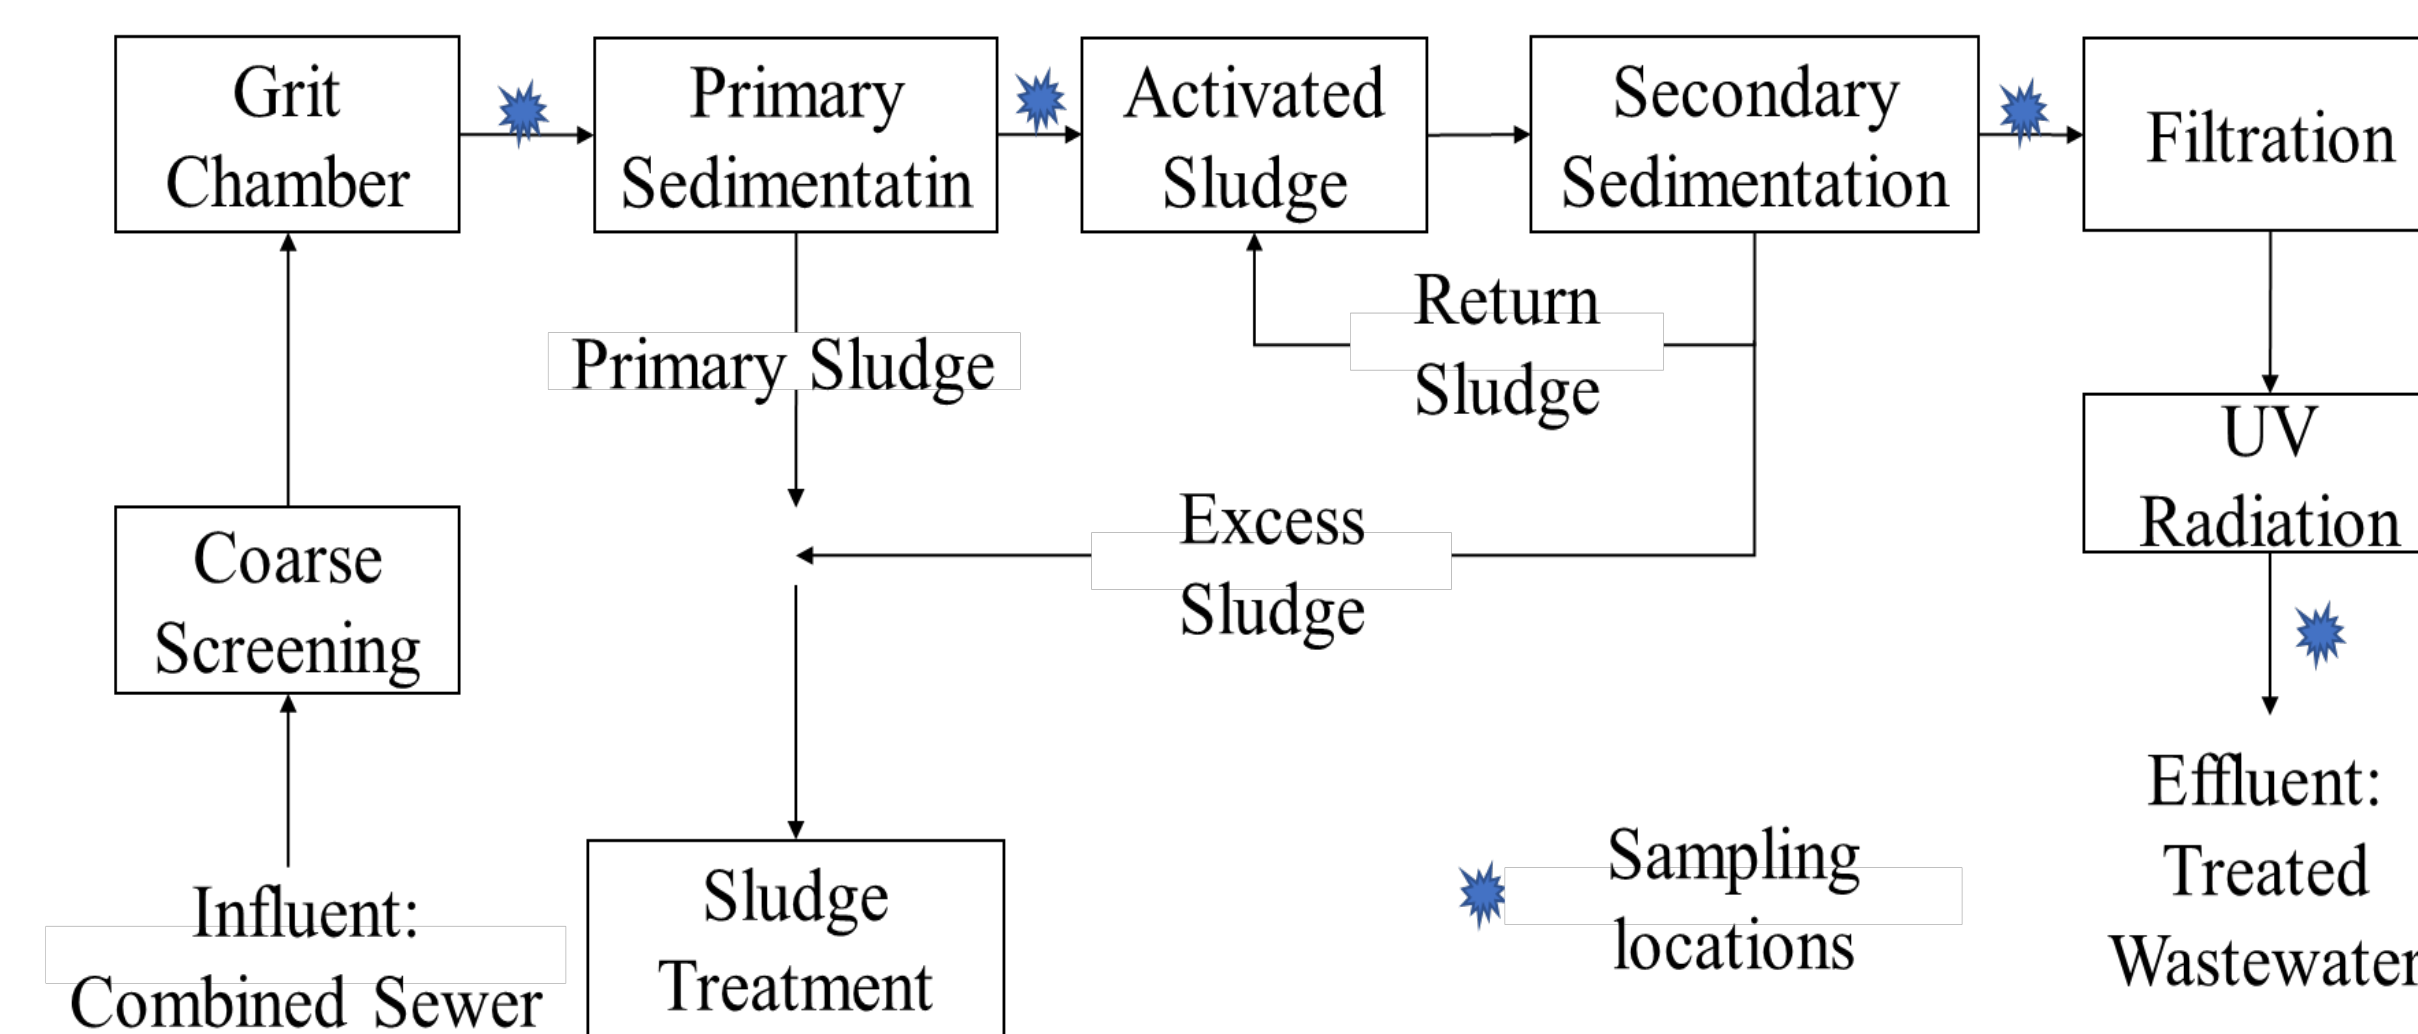 Grit
Chamber
Primary
Sedimentatin
Activated
Sludge
Secondary
Sedimentation
Filtration
Return
Sludge
Primary Sludge
UV
Radiation
Excess
Sludge
Coarse
Screening
Influent:
Combined Sewer
Sludge
Treatment
Sampling
locations
Effluent:
Treated
Wastewater